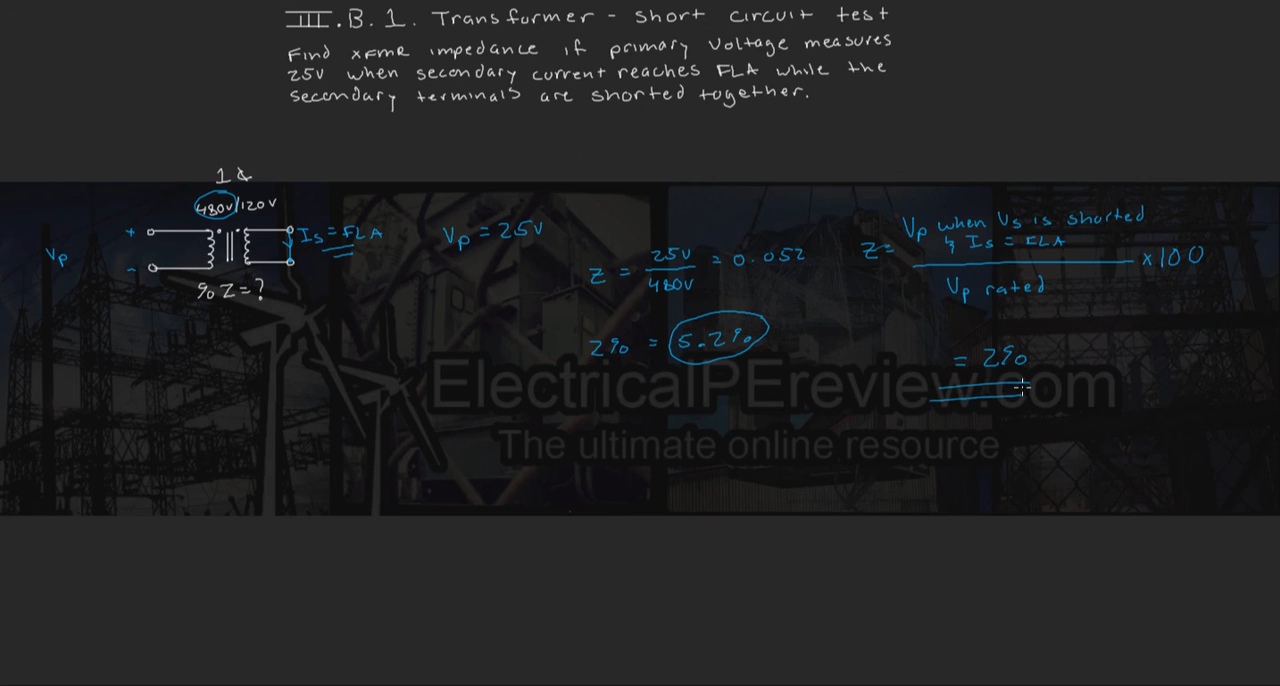 III.B.1. Transformer - short circuit test
Find xFMR impedance if primary voltage measures
25V when secondary current reaches FLA while the
secondary terminals are shorted together.
1φ
480V/120V
+
Vp
-
Is = FLA
% Z = ?
Vp = 25V
Z = 25V / 480V = 0.052
Z% = 5.2%
Z = Vp when Vs is shorted
& Is = FLA
x 100
Vp rated
= Z%
ElectricalPEreview.com
The ultimate online resource